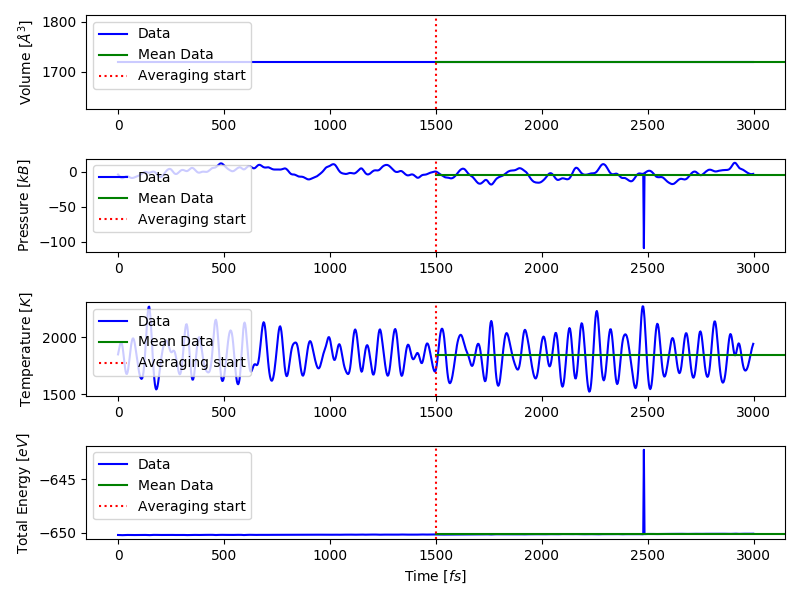 Volume [Å³]
1800
1700
Data
Mean Data
Averaging start
0 500 1000 1500 2000 2500 3000
Pressure [kB]
0
−50
−100
Data
Mean Data
Averaging start
0 500 1000 1500 2000 2500 3000
Temperature [K]
2000
1500
Data
Mean Data
Averaging start
0 500 1000 1500 2000 2500 3000
Total Energy [eV]
−645
−650
Data
Mean Data
Averaging start
0 500 1000 1500 2000 2500 3000
Time [fs]